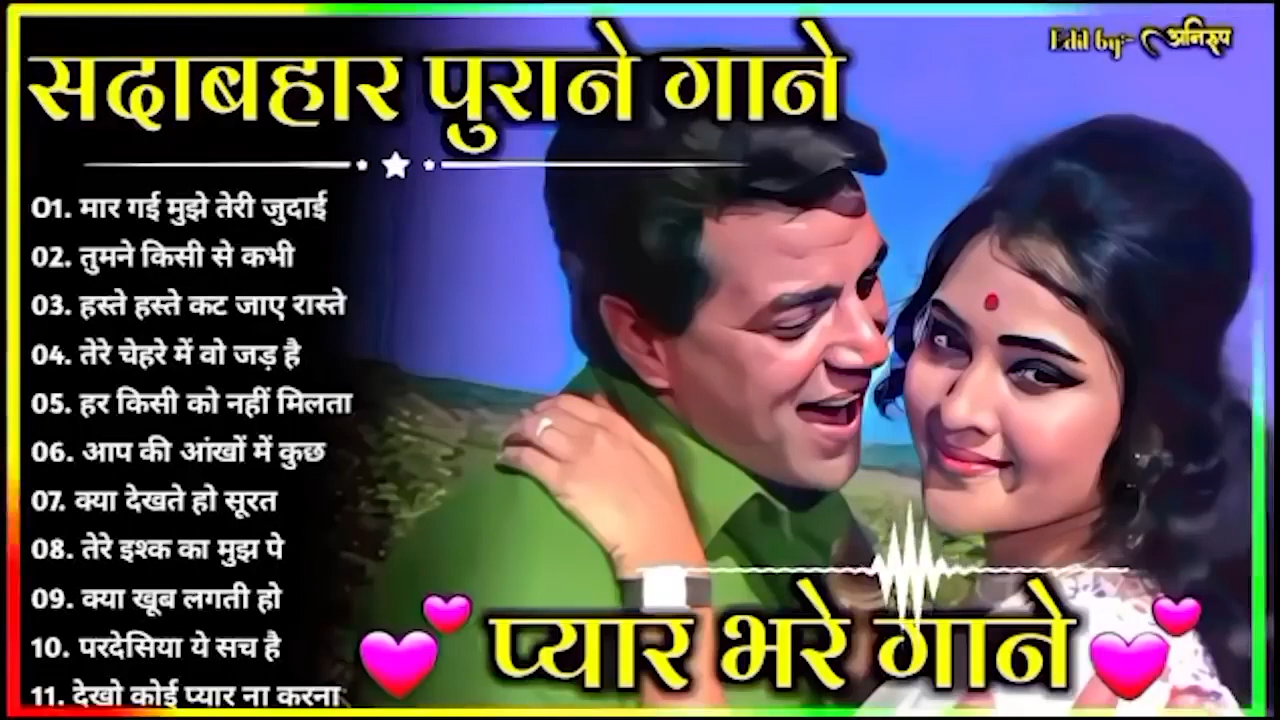 सदाबहार पुराने गाने
Edil by:- अनिरुप
01. मार गई मुझे तेरी जुदाई
02. तुमने किसी से कभी
03. हस्ते हस्ते कट जाए रास्ते
04. तेरे चेहरे में वो जड़ है
05. हर किसी को नहीं मिलता
06. आप की आंखों में कुछ
07. क्या देखते हो सूरत
08. तेरे इश्क का मुझ पे
09. क्या खूब लगती हो
10. परदेसिया ये सच है
11. देखो कोई प्यार ना करना
प्यार भरे गाने